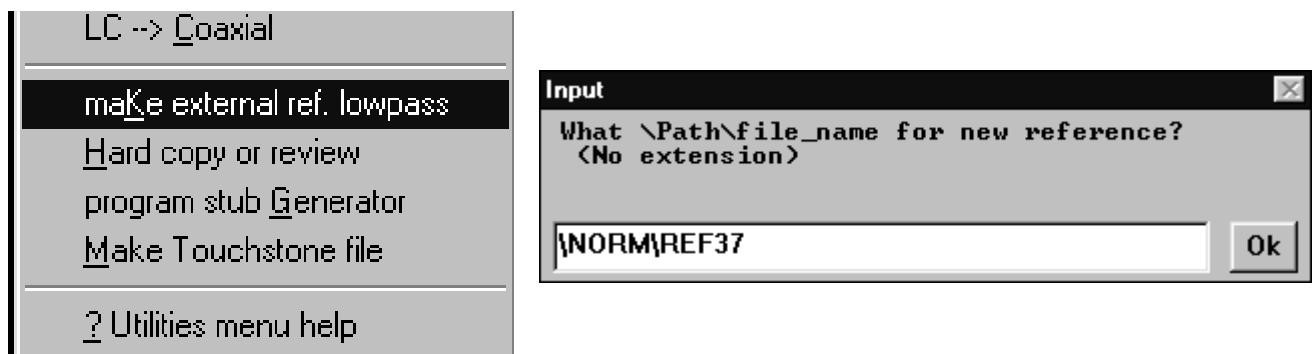 LC --> Coaxial
maKe external ref. lowpass
Hard copy or review
program stub Generator
Make Touchstone file
? Utilities menu help
Input
What \Path\file_name for new reference?
(No extension)
\NORM\REF37
Ok